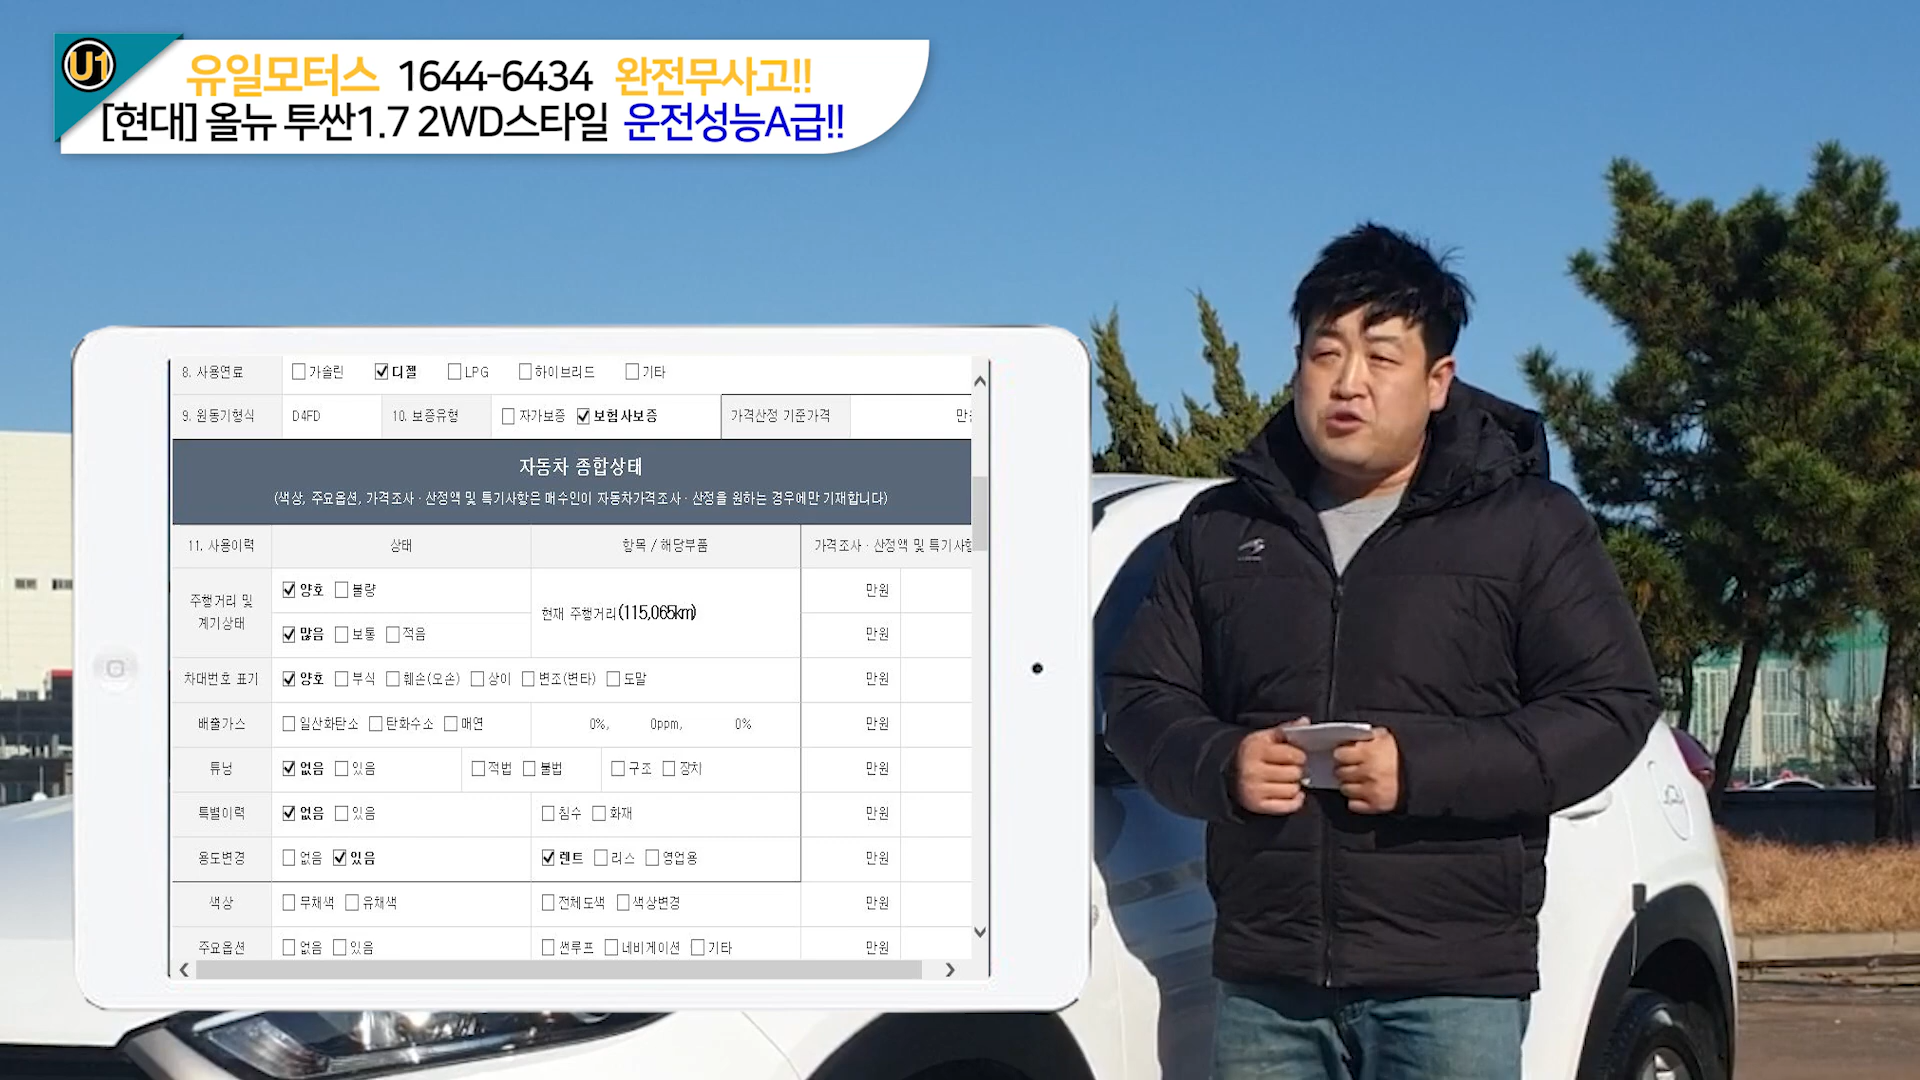 U1
유일모터스 1644-6434 완전무사고!!
[현대] 올뉴 투싼1.7 2WD스타일 운전성능A급!!
8. 사용연료 가솔린 디젤 LPG 하이브리드 기타
9. 원동기형식 D4FD 10. 보증유형 자가보증 보험사보증 가격산정 기준가격
자동차 종합상태
(색상, 주요옵션, 가격조사 · 산정액 및 특기사항은 매수인이 자동차가격조사 · 산정을 원하는 경우에만 기재합니다)
11. 사용이력 상태 항목 / 해당부품 가격조사 · 산정액 및 특기사항
주행거리 및 계기상태 양호 불량 현재 주행거리(115,065km) 만원
많음 보통 적음 만원
차대번호 표기 양호 부식 훼손(오손) 상이 변조(변타) 도말 만원
배출가스 일산화탄소 탄화수소 매연 0%, 0ppm, 0% 만원
튜닝 없음 있음 적법 불법 구조 장치 만원
특별이력 없음 있음 침수 화재 만원
용도변경 없음 있음 렌트 리스 영업용 만원
색상 무채색 유채색 전체도색 색상변경 만원
주요옵션 없음 있음 썬루프 네비게이션 기타 만원